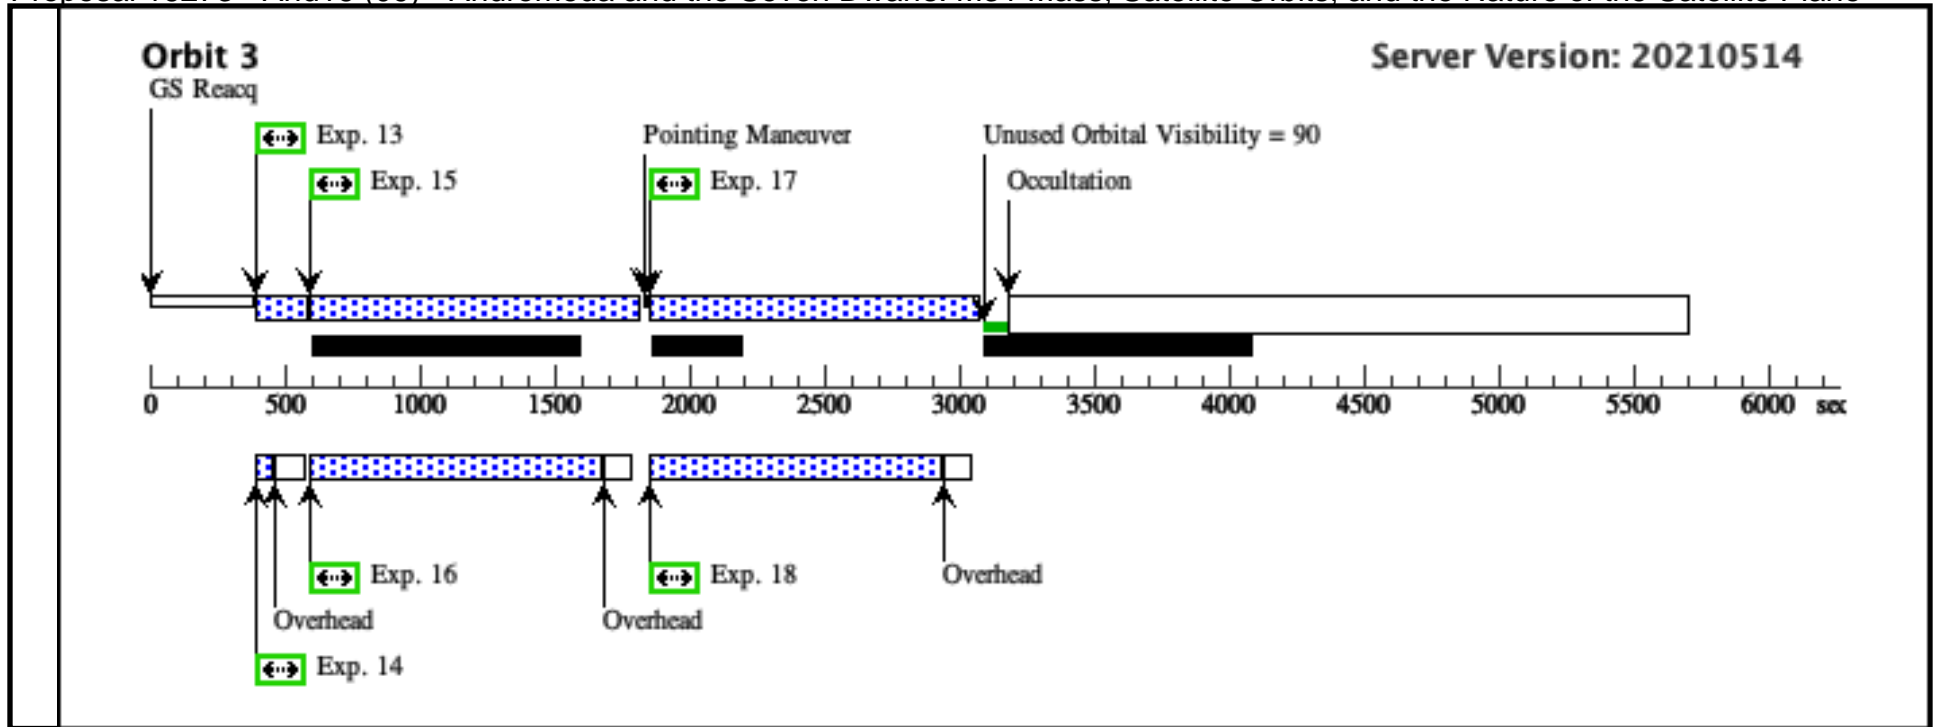 Orbit 3
Server Version: 20210514
GS Reacq
Exp. 13
Pointing Maneuver
Unused Orbital Visibility = 90
Exp. 15
Exp. 17
Occultation
0 500 1000 1500 2000 2500 3000 3500 4000 4500 5000 5500 6000 sec
Exp. 16
Exp. 18
Overhead
Overhead
Overhead
Exp. 14